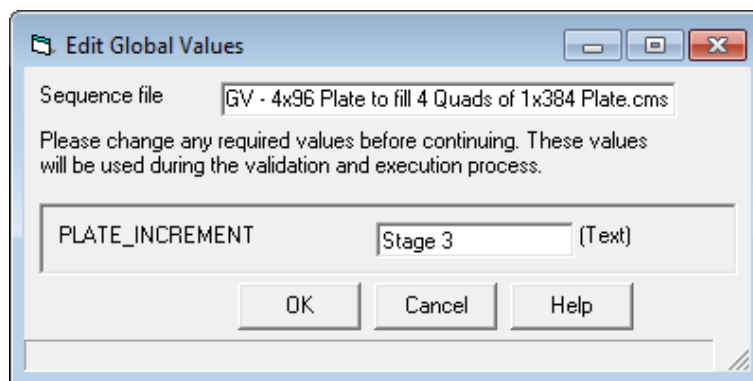 Edit Global Values
Sequence file GV - 4x96 Plate to fill 4 Quads of 1x384 Plate.cms
Please change any required values before continuing. These values
will be used during the validation and execution process.
PLATE_INCREMENT Stage 3 (Text)
OK Cancel Help